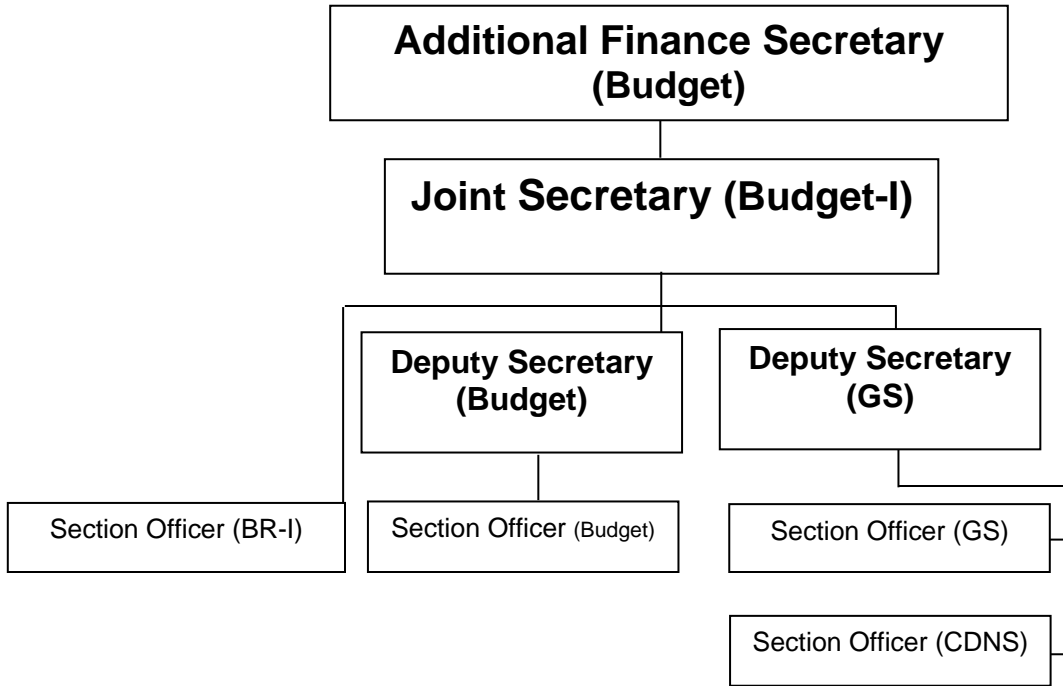 Additional Finance Secretary
(Budget)
Joint Secretary (Budget-I)
Deputy Secretary
(Budget)
Deputy Secretary
(GS)
Section Officer (BR-I)
Section Officer (Budget)
Section Officer (GS)
Section Officer (CDNS)